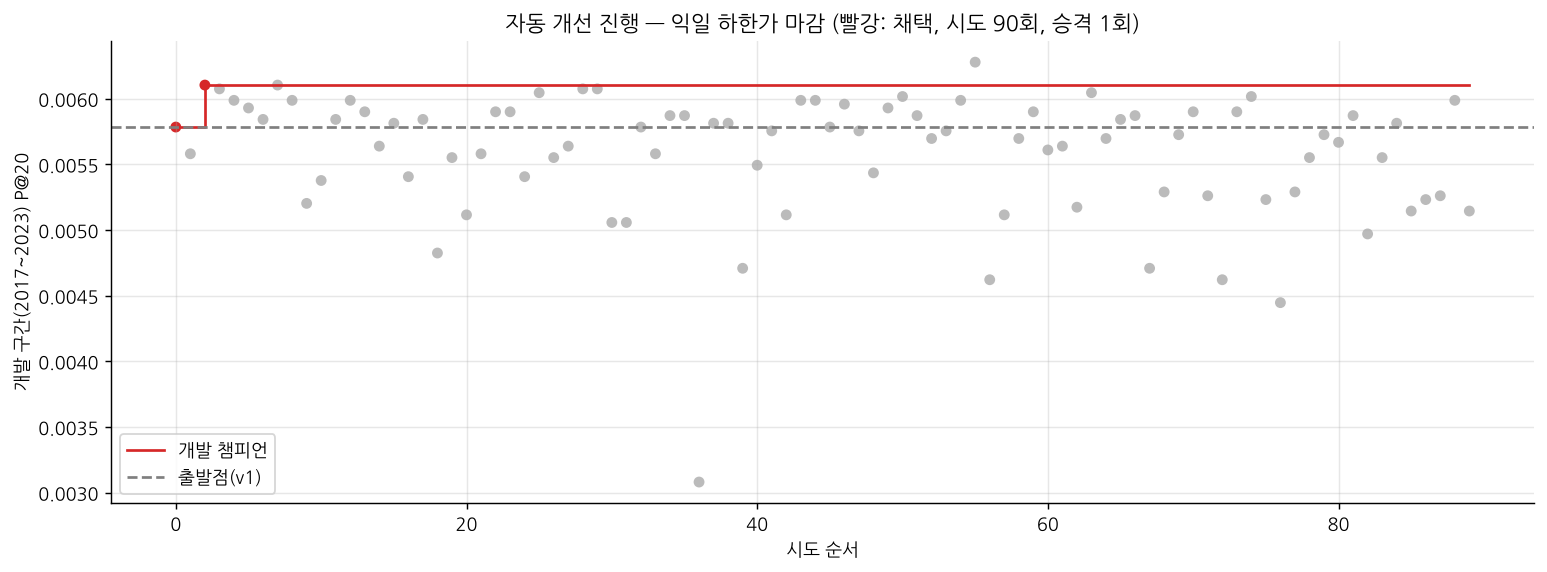 자동 개선 진행 — 익일 하한가 마감 (빨강: 채택, 시도 90회, 승격 1회)
개발 구간(2017~2023) P@20
0.0060
0.0055
0.0050
0.0045
0.0040
0.0035
0.0030
개발 챔피언
출발점(v1)
0 20 40 60 80
시도 순서